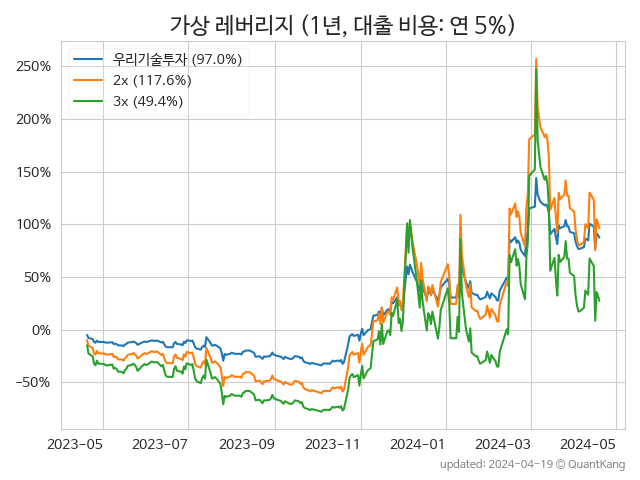 가상 레버리지 (1년, 대출 비용: 연 5%)
우리기술투자 (97.0%)
2x (117.6%)
3x (49.4%)
250%
200%
150%
100%
50%
0%
−50%
2023-05 2023-07 2023-09 2023-11 2024-01 2024-03 2024-05
updated: 2024-04-19 © QuantKang